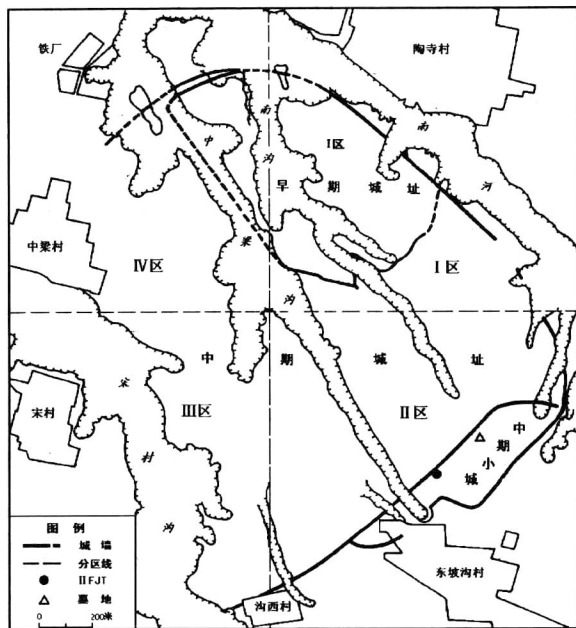 铁厂
陶寺村
南
中
南
沟
I区
河
早期城址
中梁村
梁
IV区
I区
沟
中期城址
宋
III区
II区
宋村
中期小城
村
沟
图例
城墙
分区线
IIFJT
墓地
0 200米
沟西村
东坡沟村